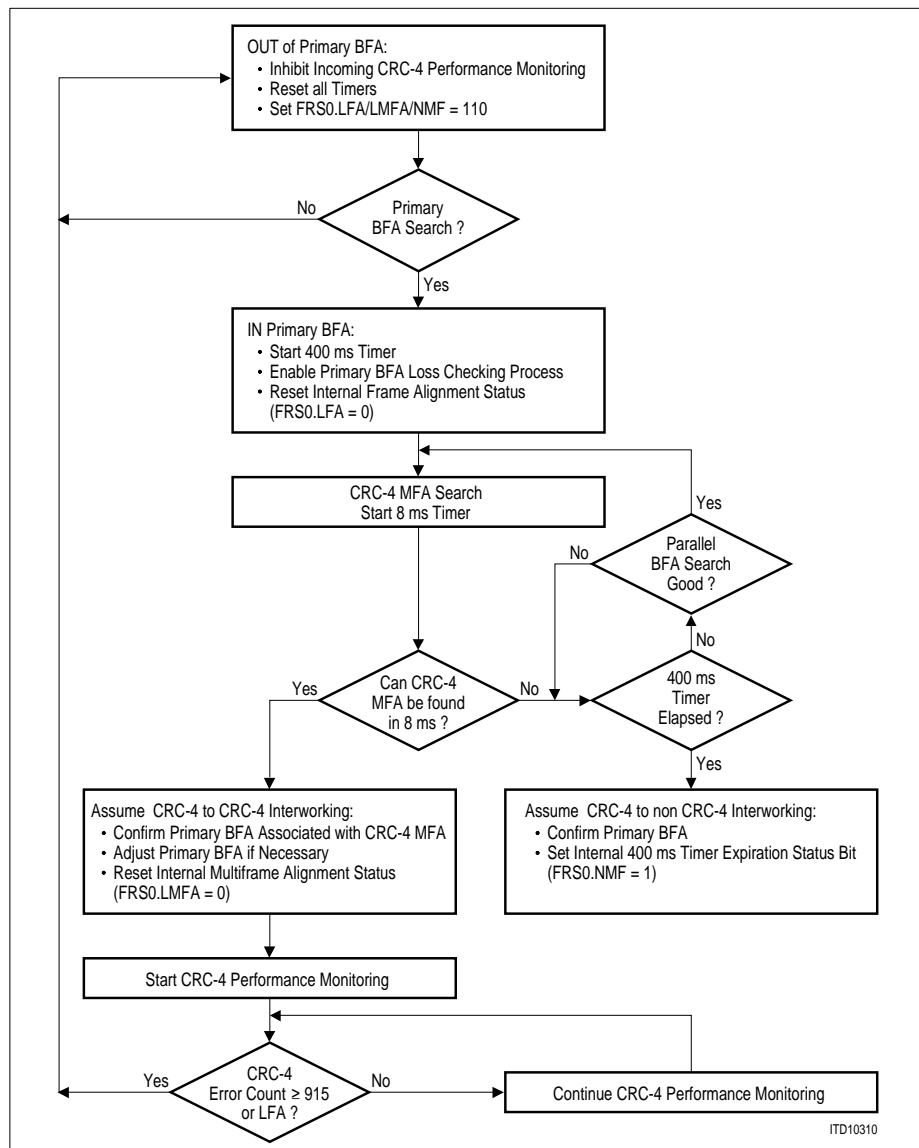 OUT of Primary BFA:
• Inhibit Incoming CRC-4 Performance Monitoring
• Reset all Timers
• Set FRS0.LFA/LMFA/NMF = 110
No
Primary
BFA Search ?
Yes
IN Primary BFA:
• Start 400 ms Timer
• Enable Primary BFA Loss Checking Process
• Reset Internal Frame Alignment Status
(FRS0.LFA = 0)
CRC-4 MFA Search
Start 8 ms Timer
Yes
No
Parallel
BFA Search
Good ?
No
Yes
Can CRC-4
MFA be found
in 8 ms ?
No
400 ms
Timer
Elapsed ?
Yes
Assume CRC-4 to CRC-4 Interworking:
• Confirm Primary BFA Associated with CRC-4 MFA
• Adjust Primary BFA if Necessary
• Reset Internal Multiframe Alignment Status
(FRS0.LMFA = 0)
Assume CRC-4 to non CRC-4 Interworking:
• Confirm Primary BFA
• Set Internal 400 ms Timer Expiration Status Bit
(FRS0.NMF = 1)
Start CRC-4 Performance Monitoring
Yes
CRC-4
Error Count ≥ 915
or LFA ?
No
Continue CRC-4 Performance Monitoring
ITD10310